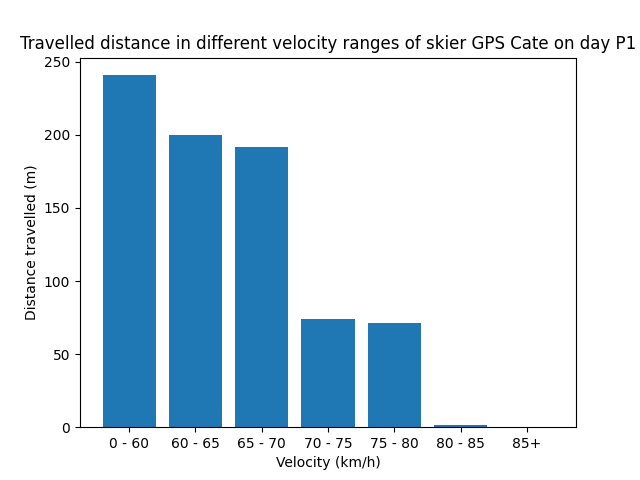 Travelled distance in different velocity ranges of skier GPS Cate on day P1
250
200
150
100
50
0
Distance travelled (m)
0 - 60
60 - 65
65 - 70
70 - 75
75 - 80
80 - 85
85+
Velocity (km/h)